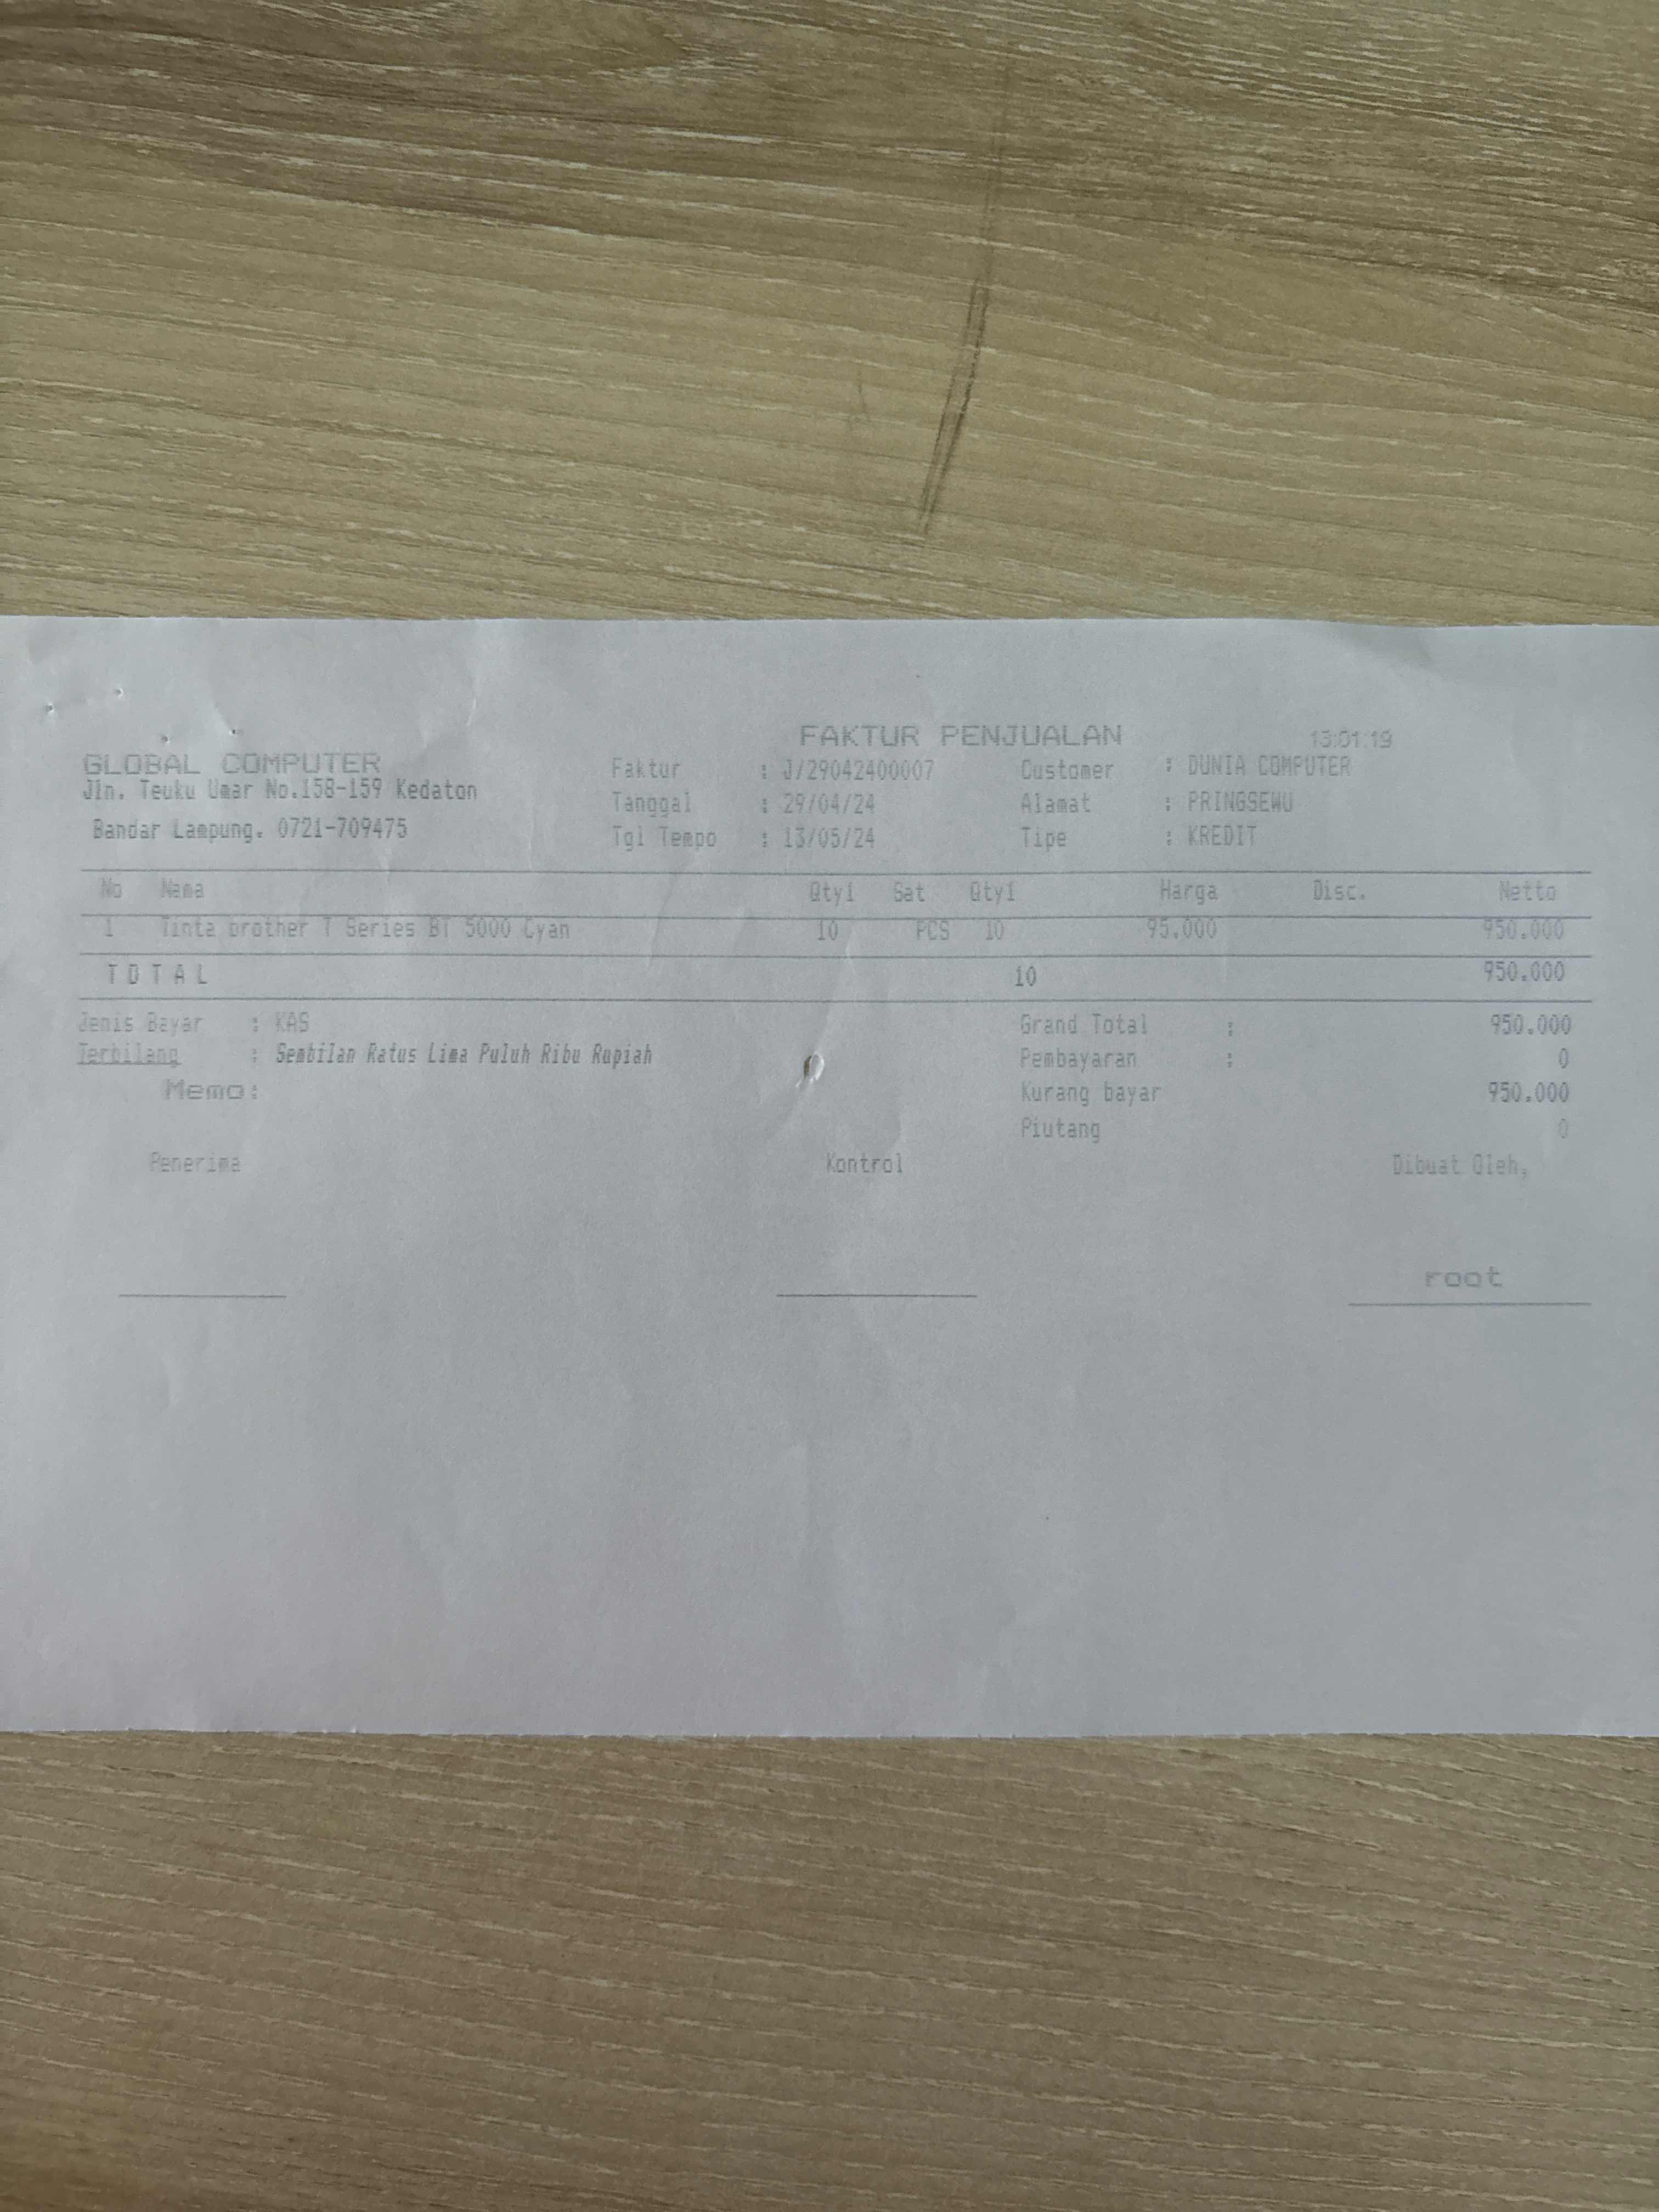 FAKTUR PENJUALAN 13:01:19
GLOBAL COMPUTER
Jln. Teuku Umar No.158-159 Kedaton
Bandar Lampung. 0721-709475
Faktur : J/29042400007
Tanggal : 29/04/24
Tgl Tempo : 13/05/24
Customer : DUNIA COMPUTER
Alamat : PRINGSEWU
Tipe : KREDIT
No Nama Qty1 Sat Qty1 Harga Disc. Netto
1 Tinta brother T Series BT 5000 Cyan 10 PCS 10 95.000 950.000
T O T A L 10 950.000
Jenis Bayar : KAS
Terbilang : Sembilan Ratus Lima Puluh Ribu Rupiah
Memo:
Grand Total : 950.000
Pembayaran : 0
Kurang bayar 950.000
Piutang 0
Penerima Kontrol Dibuat Oleh,
root